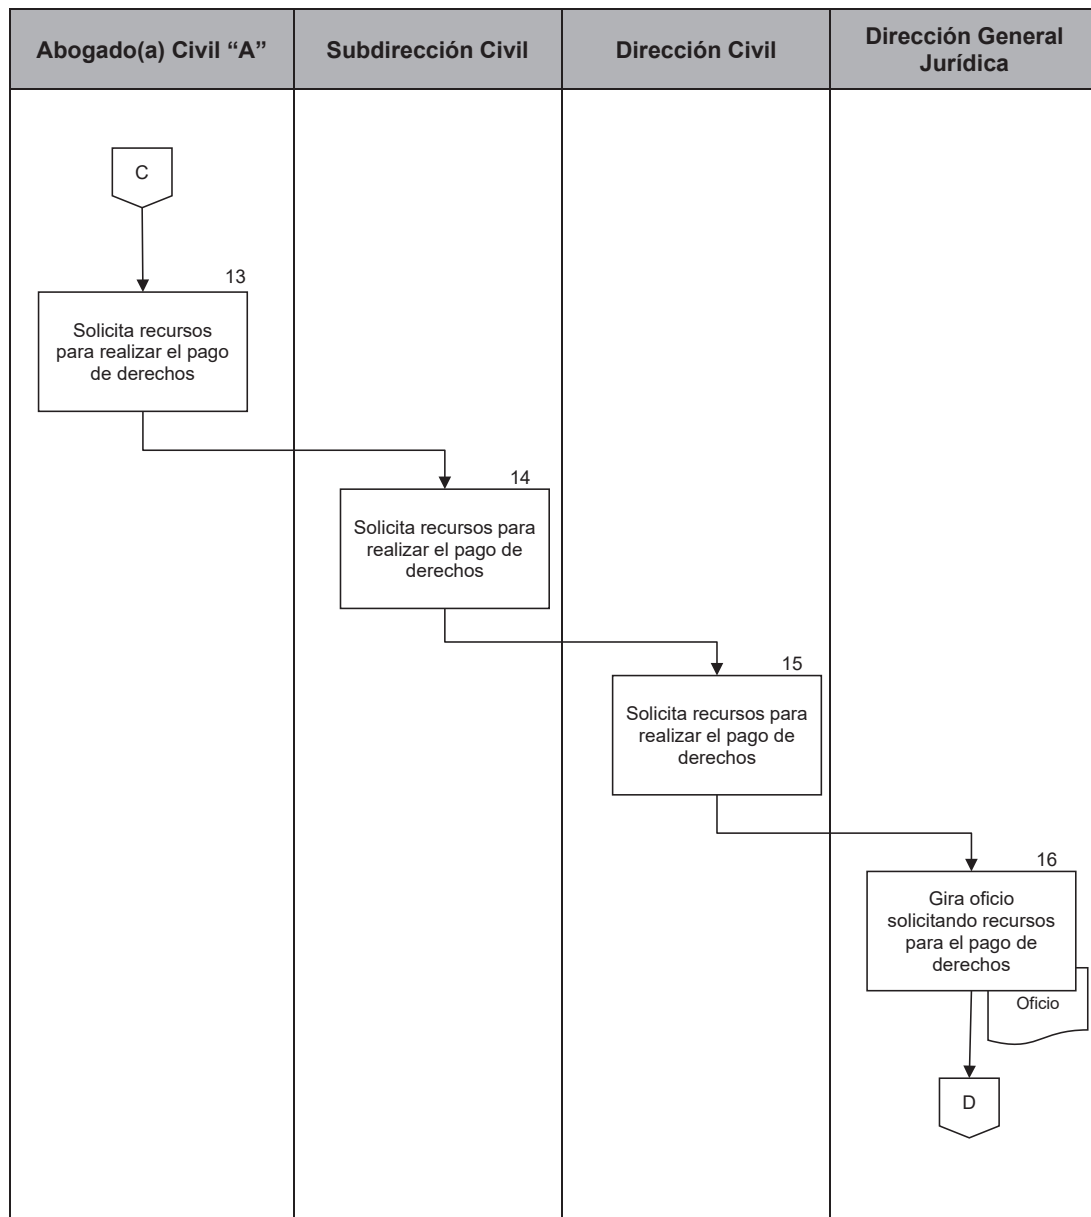 Abogado(a) Civil “A”
Subdirección Civil
Dirección Civil
Dirección General
Jurídica
C
13
Solicita recursos
para realizar el pago
de derechos
14
Solicita recursos para
realizar el pago de
derechos
15
Solicita recursos para
realizar el pago de
derechos
16
Gira oficio
solicitando recursos
para el pago de
derechos
Oficio
D